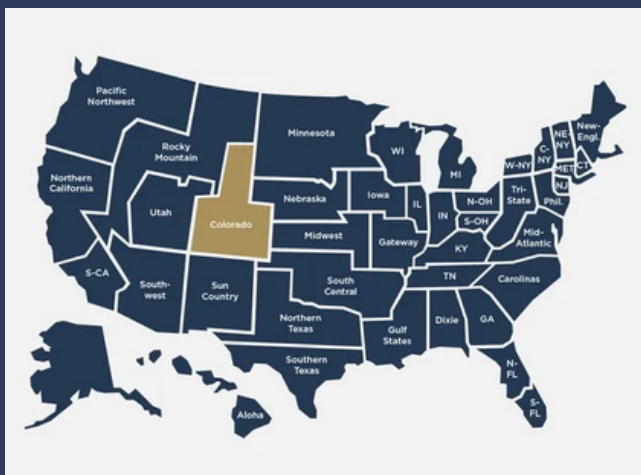 Pacific
Northwest
Minnesota
Rocky
Mountain
WI
MI
W-NY
C-
NY
NE-
NY
New-
Engl.
MET
CT
NJ
Phil.
Tri-
State
N-OH
S-OH
Northern
California
Utah
Colorado
Nebraska
Iowa
IL
IN
Midwest
Gateway
KY
Mid-
Atlantic
S-CA
South-
west
Sun
Country
South
Central
TN
Carolinas
Northern
Texas
Gulf
States
Dixie
GA
Southern
Texas
N-
FL
S-
FL
Aloha